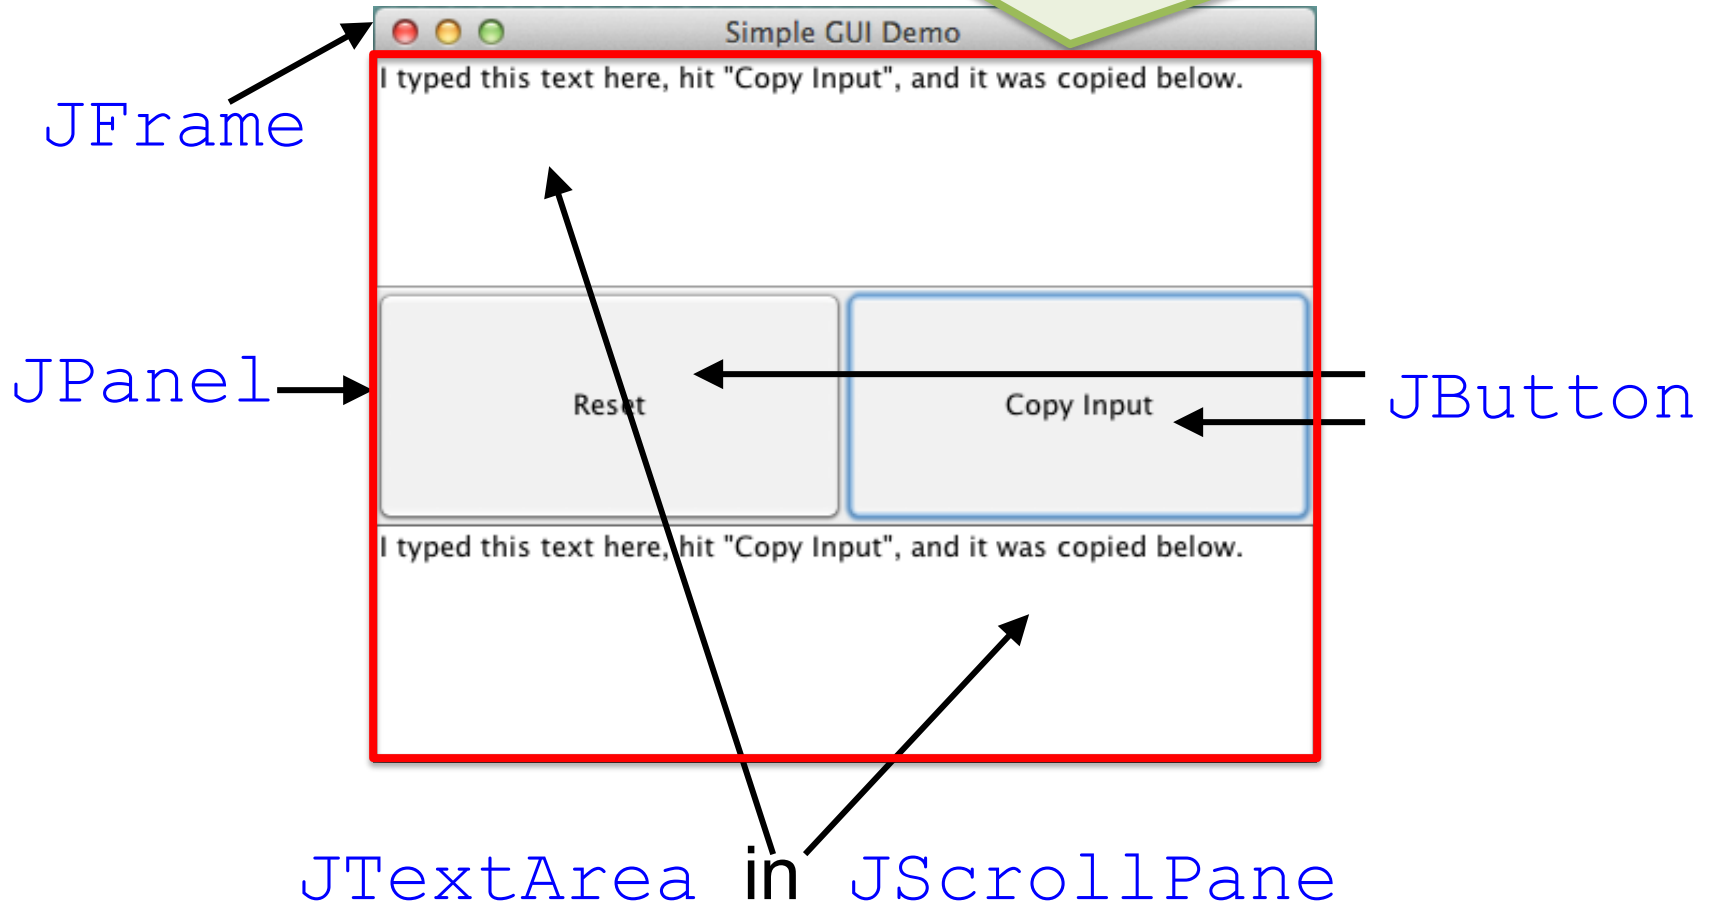 Simple GUI Demo
I typed this text here, hit "Copy Input", and it was copied below.
JFrame
JPanel
Reset
Copy Input
JButton
I typed this text here, hit "Copy Input", and it was copied below.
JTextArea in JScrollPane